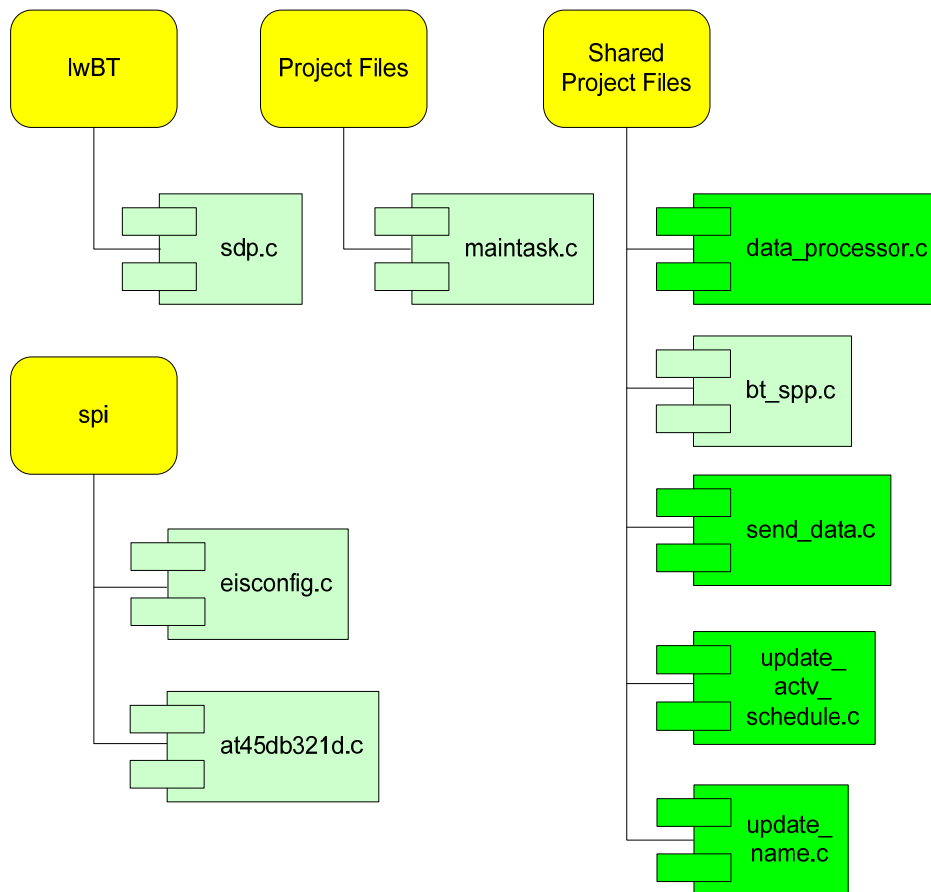 lwBT
Project Files
Shared
Project Files
sdp.c
maintask.c
data_processor.c
bt_spp.c
spi
send_data.c
eisconfig.c
update_
actv_
schedule.c
at45db321d.c
update_
name.c